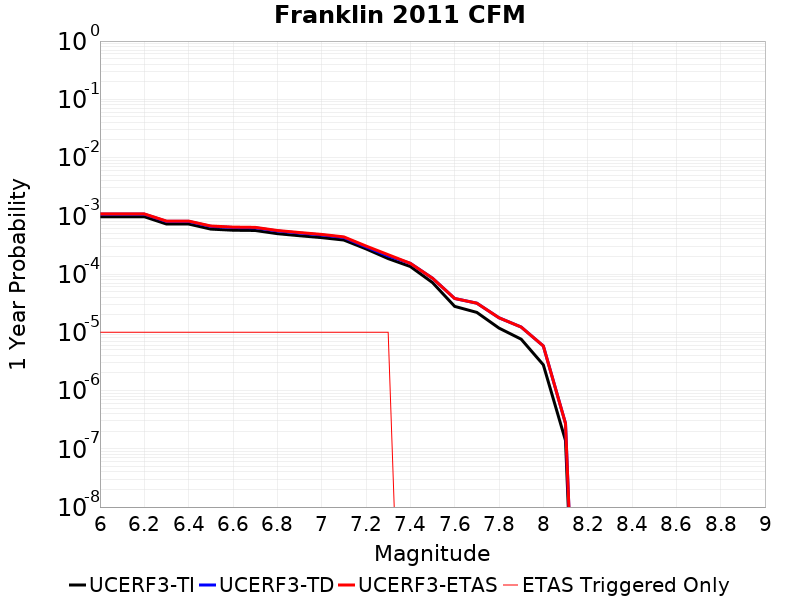 Franklin 2011 CFM
1 Year Probability
10^0
10^-1
10^-2
10^-3
10^-4
10^-5
10^-6
10^-7
10^-8
6 6.2 6.4 6.6 6.8 7 7.2 7.4 7.6 7.8 8 8.2 8.4 8.6 8.8 9
Magnitude
UCERF3-TI UCERF3-TD UCERF3-ETAS ETAS Triggered Only